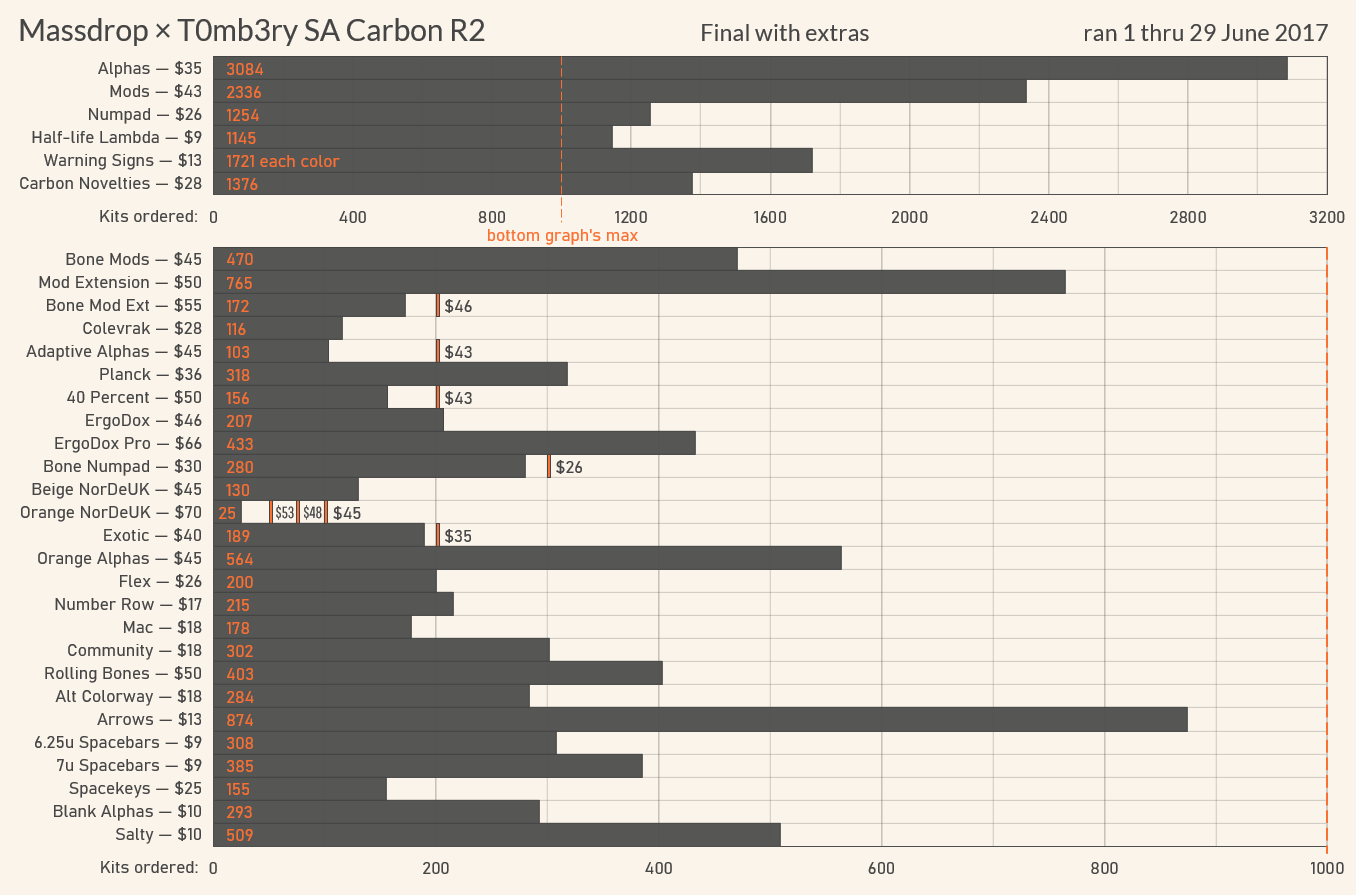 Massdrop × T0mb3ry SA Carbon R2 Final with extras ran 1 thru 29 June 2017
Alphas — $35 3084
Mods — $43 2336
Numpad — $26 1254
Half-life Lambda — $9 1145
Warning Signs — $13 1721 each color
Carbon Novelties — $28 1376
Kits ordered: 0 400 800 1200 1600 2000 2400 2800 3200
bottom graph's max
Bone Mods — $45 470
Mod Extension — $50 765
Bone Mod Ext — $55 172 $46
Colevrak — $28 116
Adaptive Alphas — $45 103 $43
Planck — $36 318
40 Percent — $50 156 $43
ErgoDox — $46 207
ErgoDox Pro — $66 433
Bone Numpad — $30 280 $26
Beige NorDeUK — $45 130
Orange NorDeUK — $70 25 $53 $48 $45
Exotic — $40 189 $35
Orange Alphas — $45 564
Flex — $26 200
Number Row — $17 215
Mac — $18 178
Community — $18 302
Rolling Bones — $50 403
Alt Colorway — $18 284
Arrows — $13 874
6.25u Spacebars — $9 308
7u Spacebars — $9 385
Spacekeys — $25 155
Blank Alphas — $10 293
Salty — $10 509
Kits ordered: 0 200 400 600 800 1000